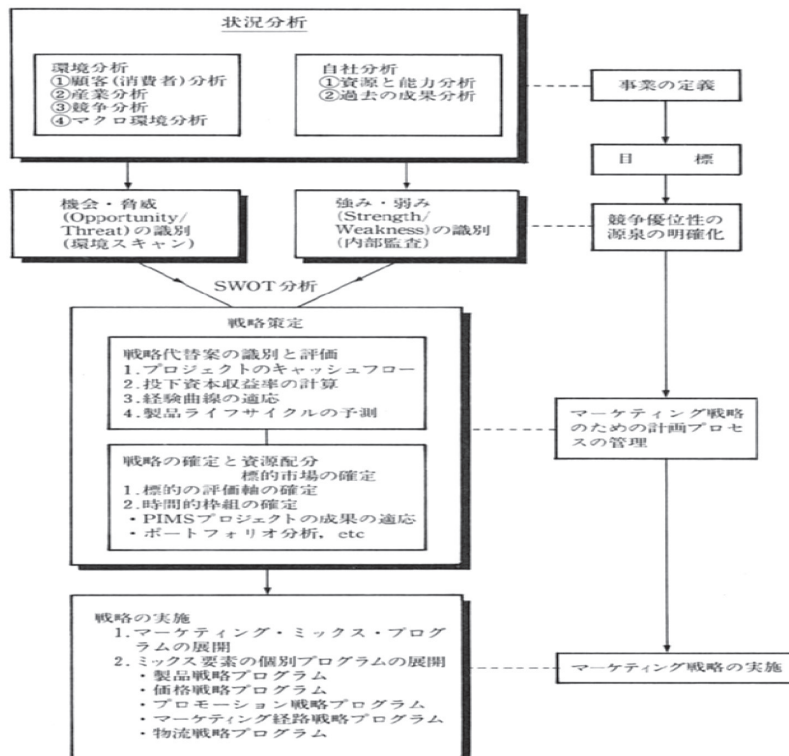 状況分析
環境分析
①顧客(消費者)分析
②産業分析
③競争分析
④マクロ環境分析
自社分析
①資源と能力分析
②過去の成果分析
事業の定義
目　　標
機会・脅威
(Opportunity/
Threat)の識別
(環境スキャン)
強み・弱み
(Strength/
Weakness)の識別
(内部監査)
競争優位性の
源泉の明確化
SWOT分析
戦略策定
戦略代替案の識別と評価
1.プロジェクトのキャッシュフロー
2.投下資本収益率の計算
3.経験曲線の適応
4.製品ライフサイクルの予測
戦略の確定と資源配分
標的市場の確定
1.標的の評価軸の確定
2.時間的枠組の確定
・PIMSプロジェクトの成果の適応
・ポートフォリオ分析, etc
マーケティング戦略
のための計画プロセ
スの管理
戦略の実施
1.マーケティング・ミックス・プログ
ラムの展開
2.ミックス要素の個別プログラムの展開
・製品戦略プログラム
・価格戦略プログラム
・プロモーション戦略プログラム
・マーケティング経路戦略プログラム
・物流戦略プログラム
マーケティング戦略の実施